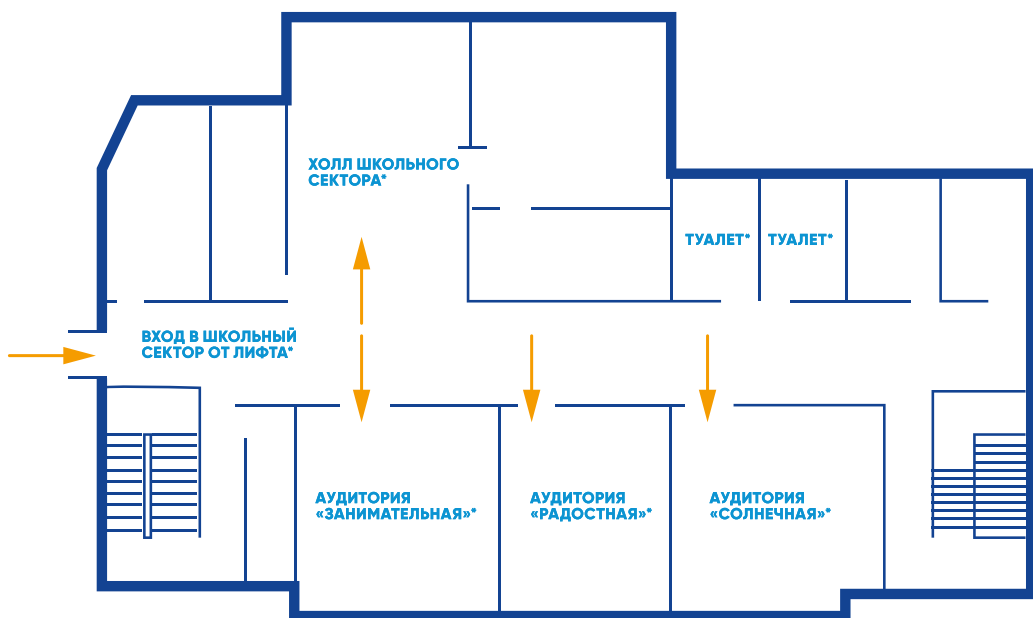 ХОЛЛ ШКОЛЬНОГО
СЕКТОРА*
ТУАЛЕТ*
ТУАЛЕТ*
ВХОД В ШКОЛЬНЫЙ
СЕКТОР ОТ ЛИФТА*
АУДИТОРИЯ
«ЗАНИМАТЕЛЬНАЯ»*
АУДИТОРИЯ
«РАДОСТНАЯ»*
АУДИТОРИЯ
«СОЛНЕЧНАЯ»*